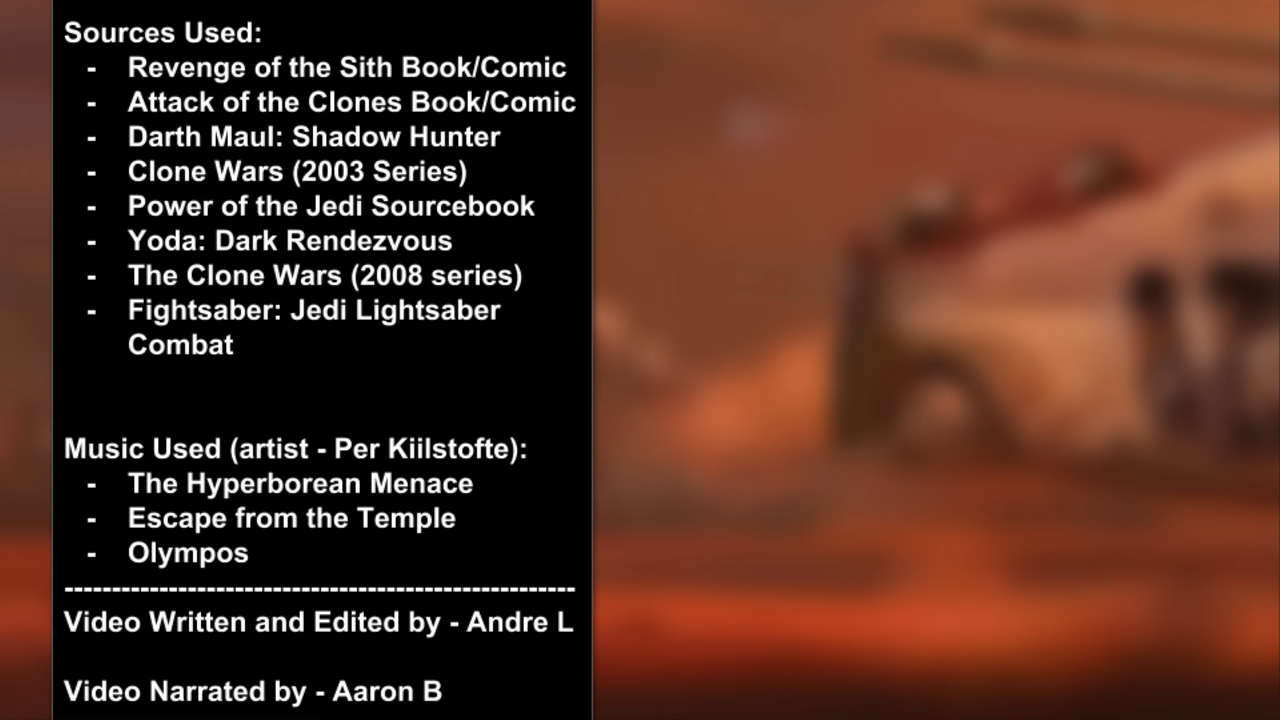 Sources Used:
- Revenge of the Sith Book/Comic
- Attack of the Clones Book/Comic
- Darth Maul: Shadow Hunter
- Clone Wars (2003 Series)
- Power of the Jedi Sourcebook
- Yoda: Dark Rendezvous
- The Clone Wars (2008 series)
- Fightsaber: Jedi Lightsaber
Combat
Music Used (artist - Per Kiilstofte):
- The Hyperborean Menace
- Escape from the Temple
- Olympos
------------------------------------------------------
Video Written and Edited by - Andre L
Video Narrated by - Aaron B